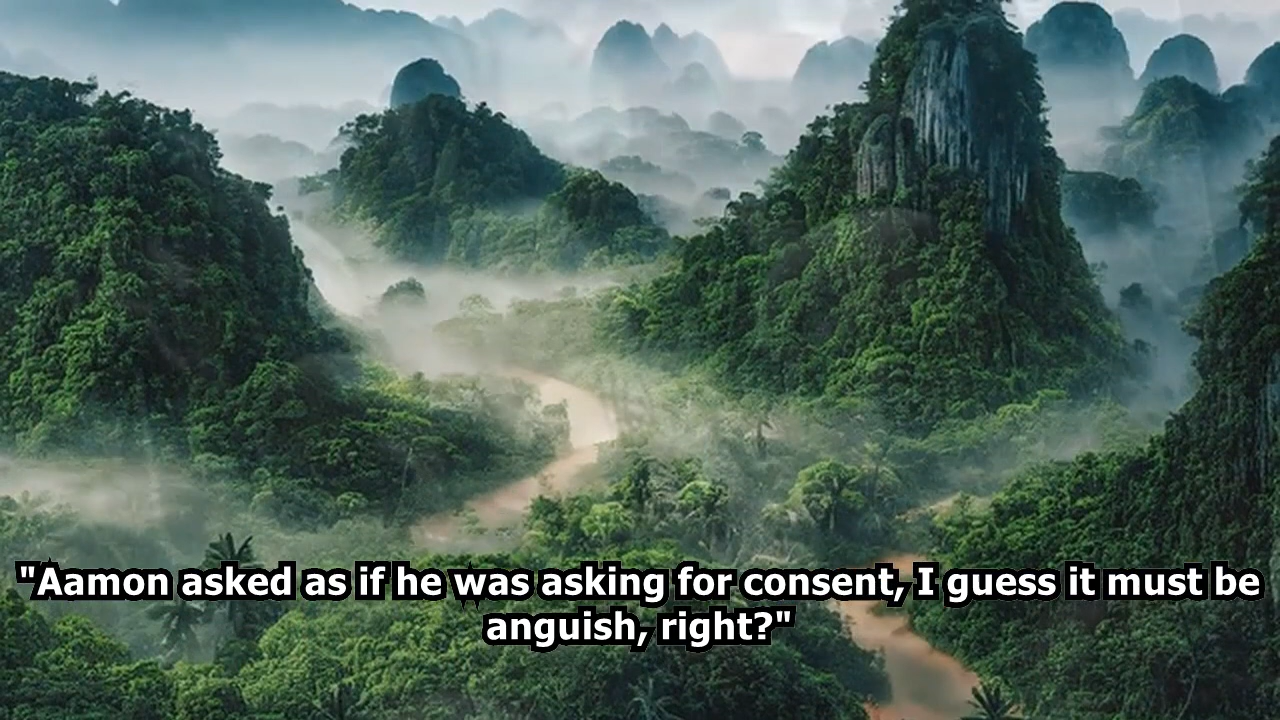 "Aamon asked as if he was asking for consent, I guess it must be
anguish, right?"